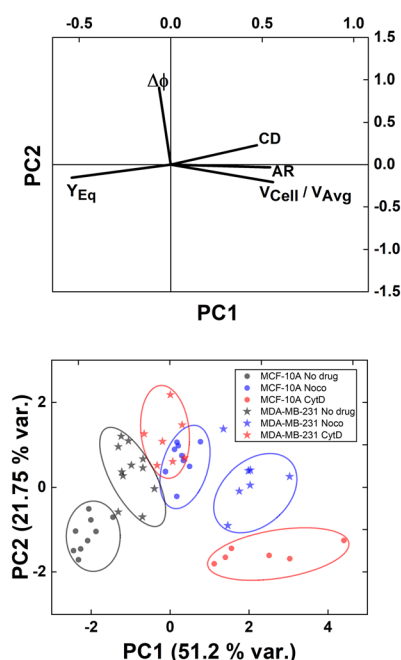 -0.5 0.0 0.5 1.0
Δϕ
CD
AR
Y_Eq
V_Cell / V_Avg
1.5
1.0
0.5
0.0
-0.5
-1.0
-1.5
PC2
PC1
MCF-10A No drug
MCF-10A Noco
MCF-10A CytD
MDA-MB-231 No drug
MDA-MB-231 Noco
MDA-MB-231 CytD
2
0
-2
PC2 (21.75 % var.)
-2 0 2 4
PC1 (51.2 % var.)